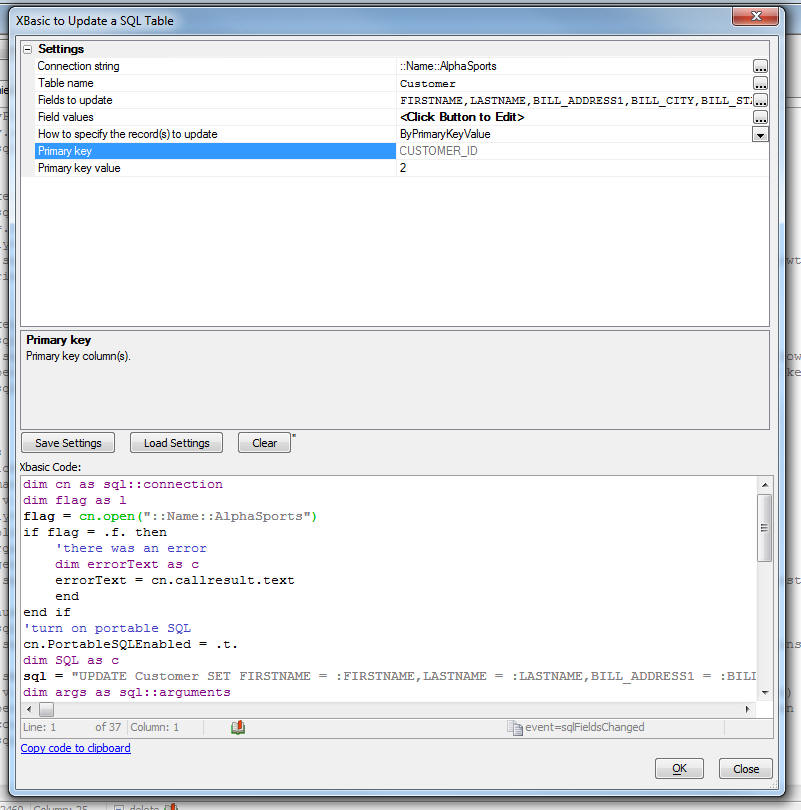 XBasic to Update a SQL Table
Settings
Connection string ::Name::AlphaSports
Table name Customer
Fields to update FIRSTNAME,LASTNAME,BILL_ADDRESS1,BILL_CITY,BILL_STA
Field values <Click Button to Edit>
How to specify the record(s) to update ByPrimaryKeyValue
Primary key CUSTOMER_ID
Primary key value 2
Primary key
Primary key column(s).
Save Settings Load Settings Clear "
Xbasic Code:
dim cn as sql::connection
dim flag as l
flag = cn.open("::Name::AlphaSports")
if flag = .f. then
'there was an error
dim errorText as c
errorText = cn.callresult.text
end
end if
'turn on portable SQL
cn.PortableSQLEnabled = .t.
dim SQL as c
sql = "UPDATE Customer SET FIRSTNAME = :FIRSTNAME,LASTNAME = :LASTNAME,BILL_ADDRESS1 = :BILL
dim args as sql::arguments
Line: 1 of 37 Column: 1 event=sqlFieldsChanged
Copy code to clipboard
OK Close
Column: 25 delete